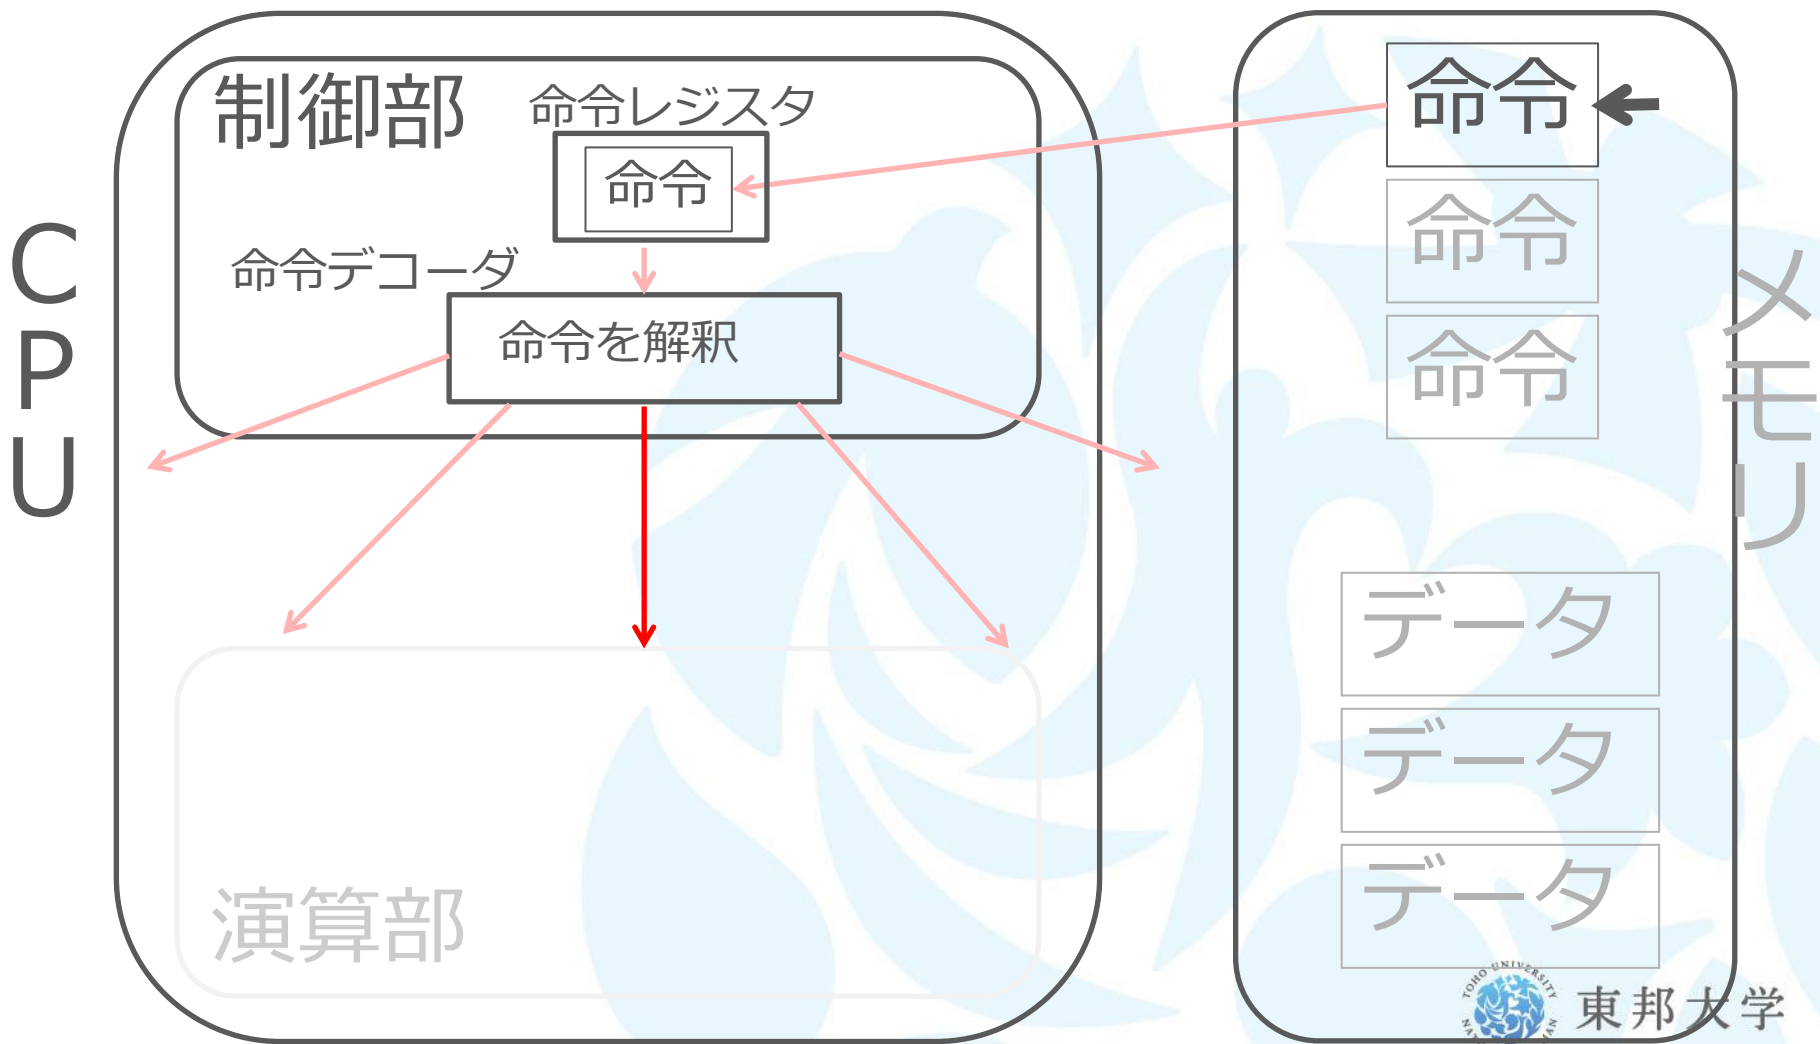 CPU
制御部
命令レジスタ
命令
命令デコーダ
命令を解釈
演算部
メモリ
命令
命令
命令
データ
データ
データ
TOHO UNIVERSITY
東邦大学